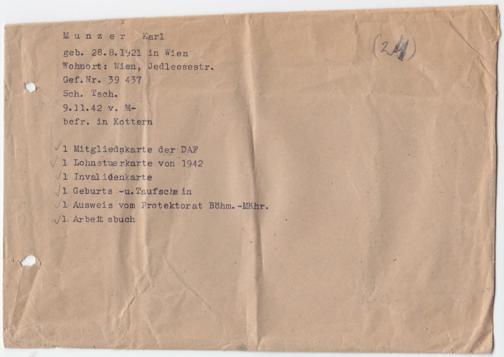 (24)
Munzer Karl
geb. 28.8.1921 in Wien
Wohnort: Wien, Jedleosestr.
Gef.Nr. 39 437
Sch. Tsch.
9.11.42 v. M-
befr. in Kottern
✓1 Mitgliedskarte der DAF
✓1 Lohnsteuerkarte von 1942
✓1 Invalidenkarte
✓1 Geburts -u.Taufschein
✓1 Ausweis vom Protektorat Böhm.-Mähr.
✓1 Arbeitsbuch